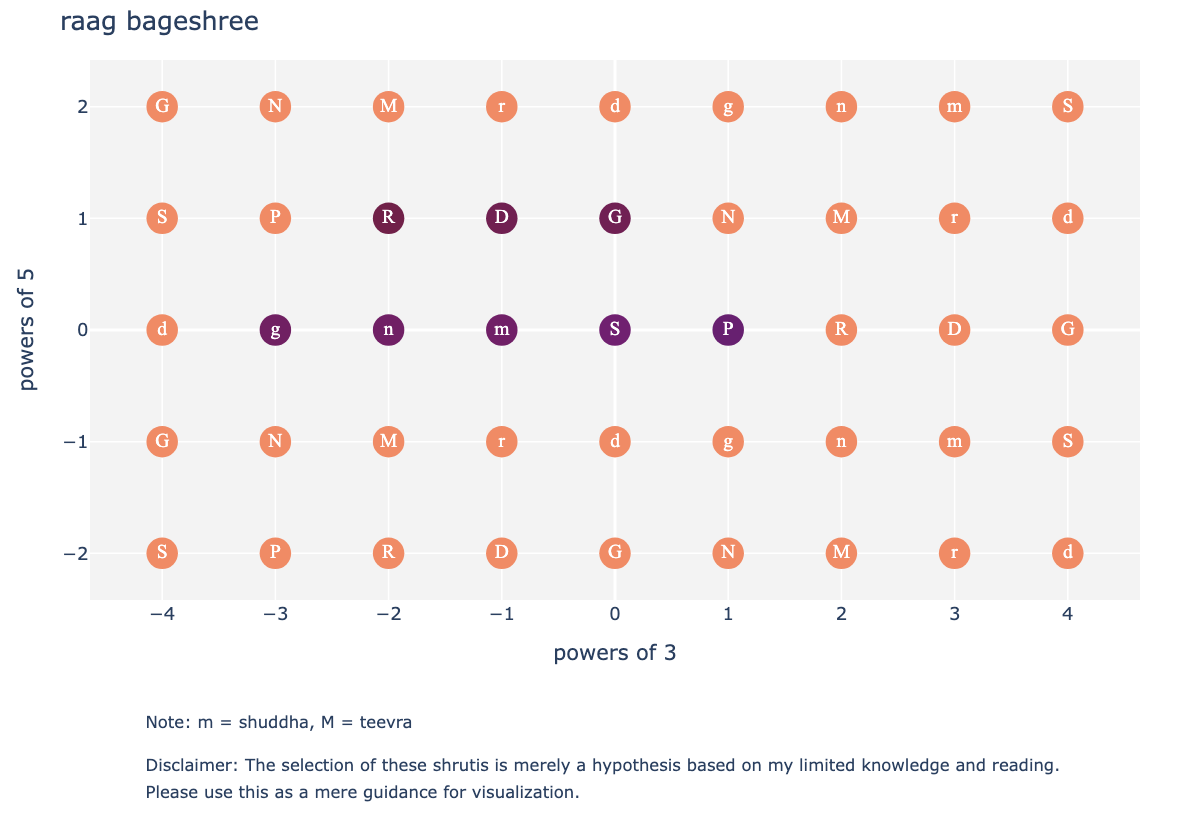 raag bageshree
2 G N M r d g n m S
1 S P R D G N M r d
powers of 5
0 d g n m S P R D G
−1 G N M r d g n m S
−2 S P R D G N M r d
−4 −3 −2 −1 0 1 2 3 4
powers of 3
Note: m = shuddha, M = teevra
Disclaimer: The selection of these shrutis is merely a hypothesis based on my limited knowledge and reading.
Please use this as a mere guidance for visualization.